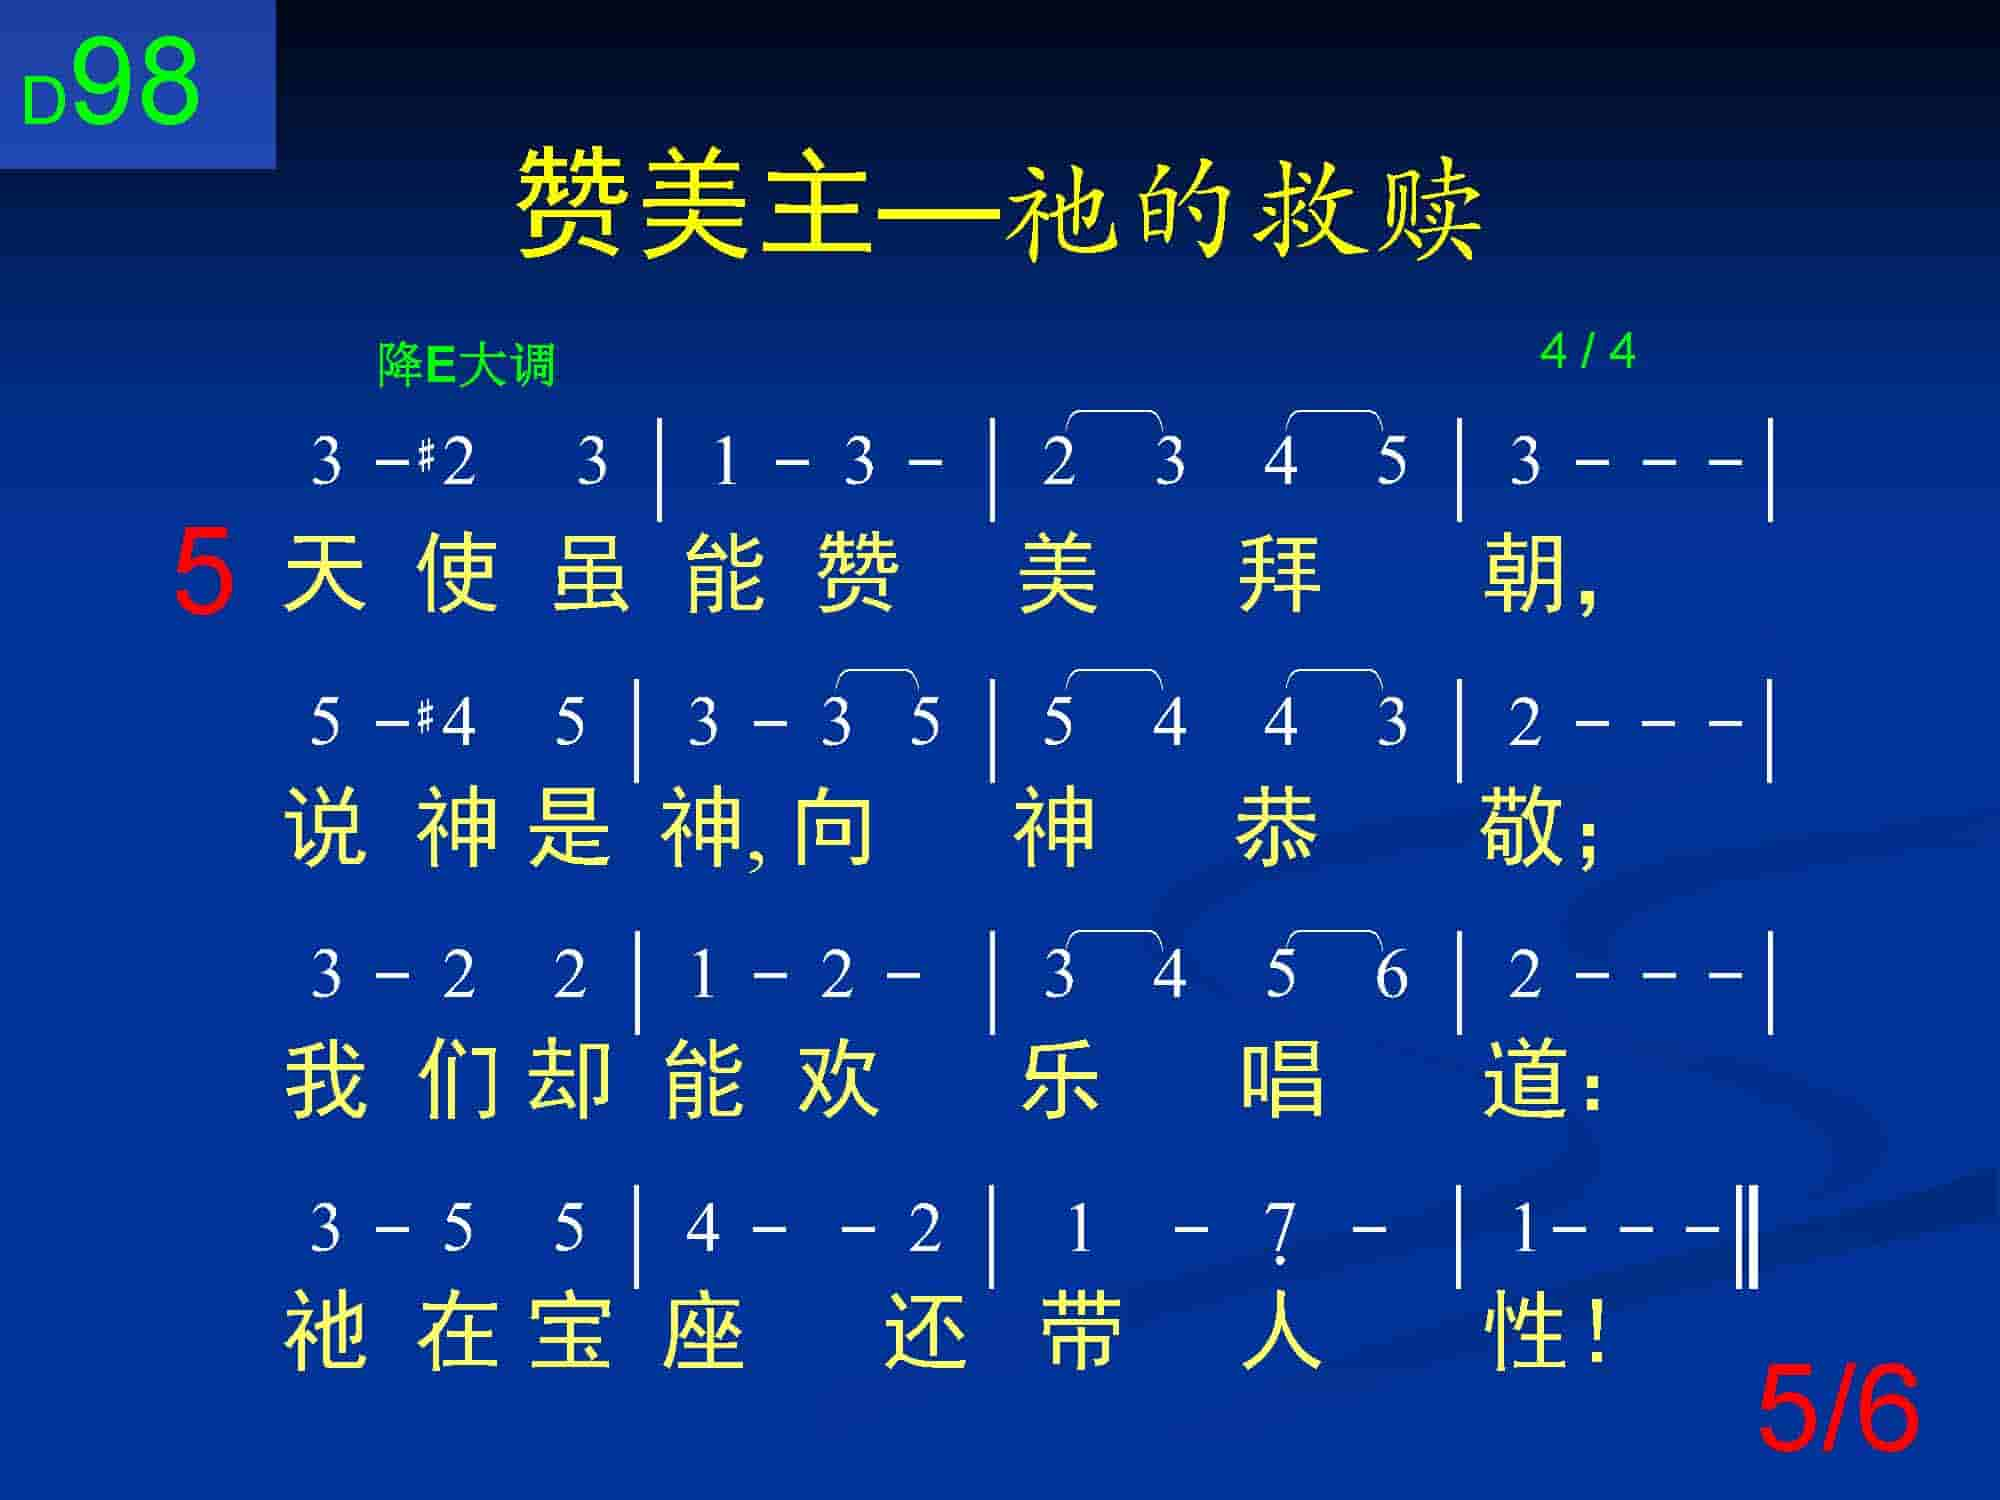 D98
赞美主—祂的救赎
降E大调 4 / 4
3 – #2 3 | 1 – 3 – | 2 3 4 5 | 3 – – – |
5 天使虽能赞美拜朝，
5 – #4 5 | 3 – 3 5 | 5 4 4 3 | 2 – – – |
说神是神, 向神恭敬；
3 – 2 2 | 1 – 2 – | 3 4 5 6 | 2 – – – |
我们却能欢乐唱道：
3 – 5 5 | 4 – – 2 | 1 – 7̣ – | 1 – – – ‖
祂在宝座还带人性！
5/6